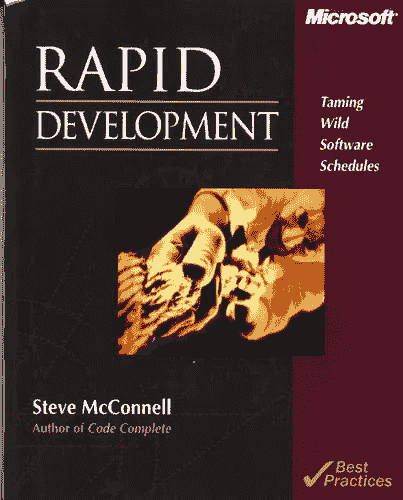 Microsoft®
RAPID
DEVELOPMENT
Taming
Wild
Software
Schedules
Steve McConnell
Author of Code Complete
Best
Practices